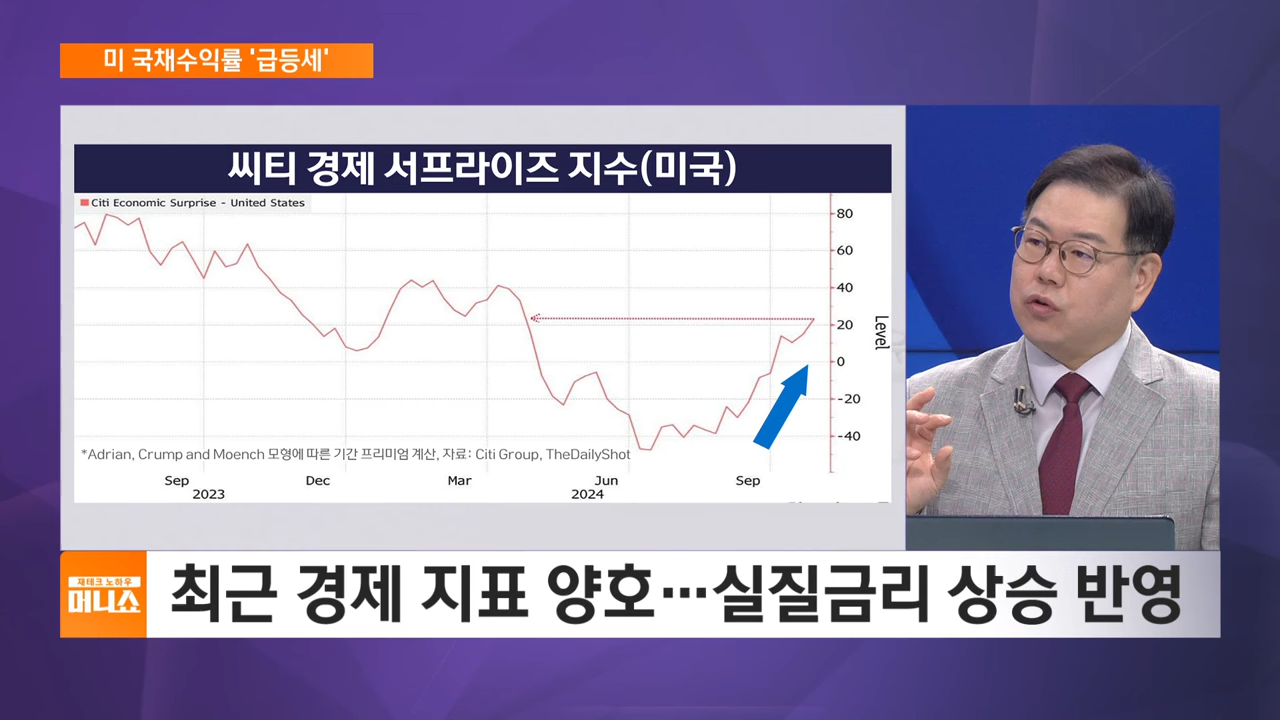 미 국채수익률 '급등세'
씨티 경제 서프라이즈 지수(미국)
Citi Economic Surprise - United States
80
60
40
20
0
-20
-40
Level
*Adrian, Crump and Moench 모형에 따른 기간 프리미엄 계산, 자료: Citi Group, TheDailyShot
Sep Dec Mar Jun Sep
2023 2024
재테크 노하우
머니쇼
최근 경제 지표 양호…실질금리 상승 반영